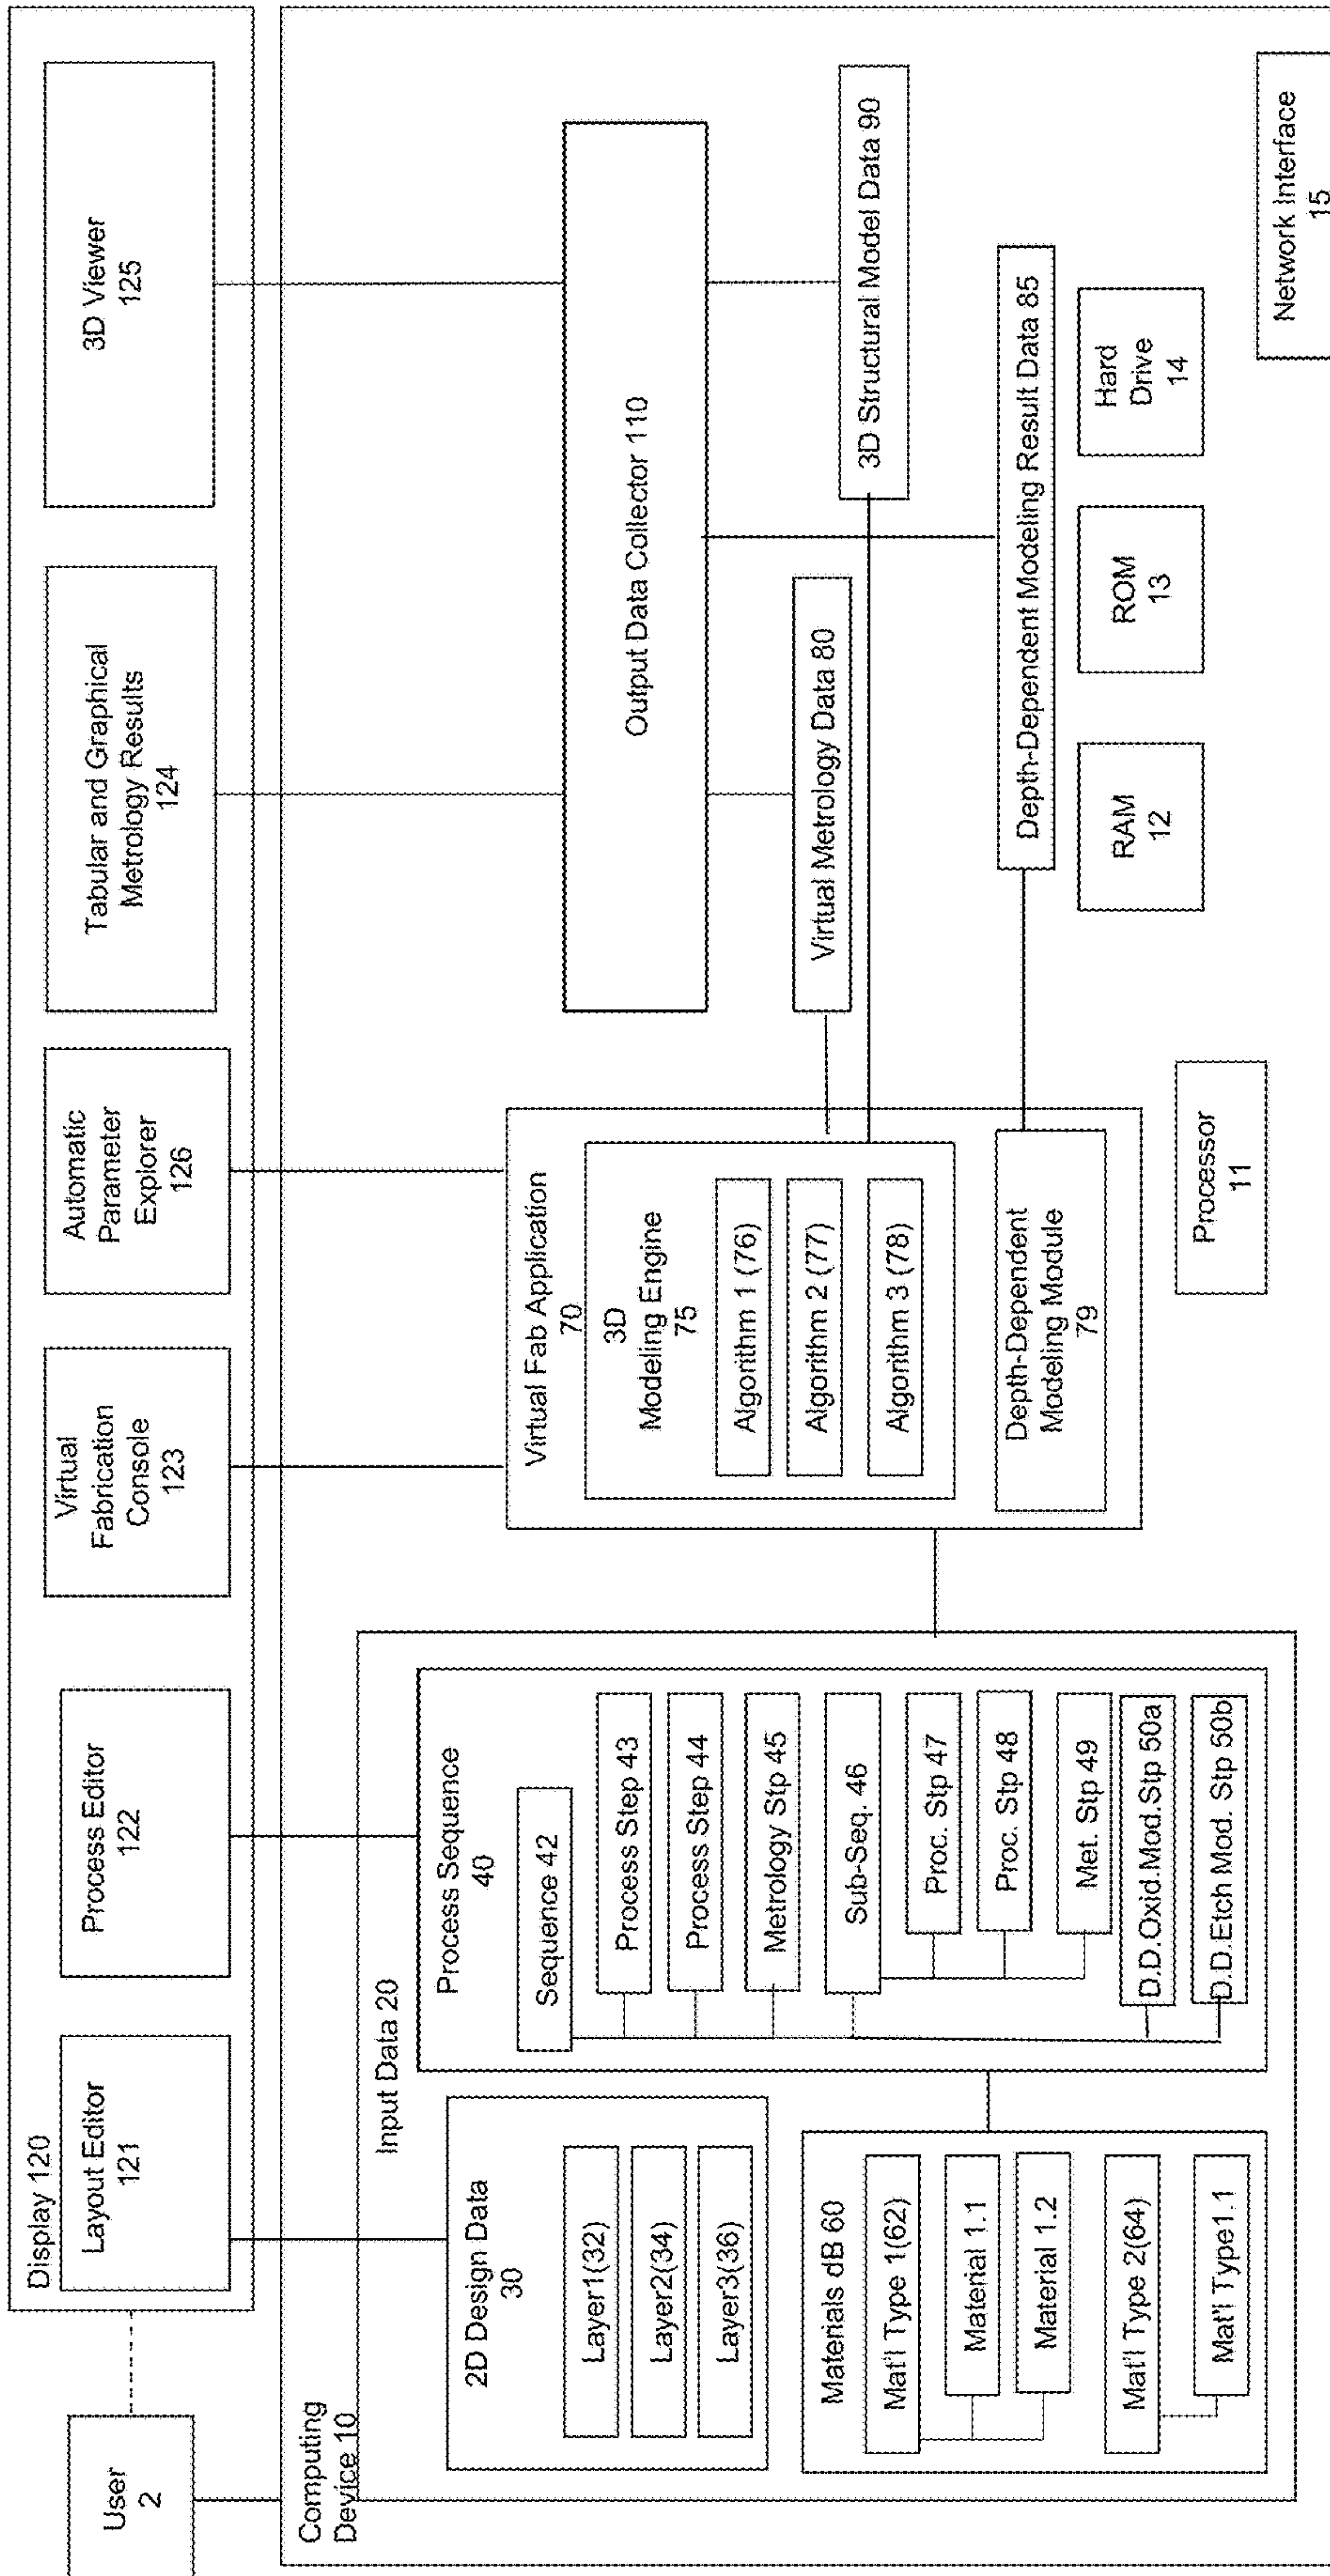 User
2
Display 120
Layout Editor
121
Process Editor
122
Virtual
Fabrication
Console
123
Automatic
Parameter
Explorer
126
Tabular and Graphical
Metrology Results
124
3D Viewer
125
Computing
Device 10
Input Data 20
2D Design Data
30
Layer1(32)
Layer2(34)
Layer3(36)
Materials dB 60
Mat'l Type 1(62)
Material 1.1
Material 1.2
Mat'l Type 2(64)
Mat'l Type1.1
Process Sequence
40
Sequence 42
Process Step 43
Process Step 44
Metrology Stp 45
Sub-Seq. 46
Proc. Stp 47
Proc. Stp 48
Met. Stp 49
D.D.Oxid.Mod.Stp 50a
D.D.Etch Mod. Stp 50b
Virtual Fab Application
70
3D
Modeling Engine
75
Algorithm 1 (76)
Algorithm 2 (77)
Algorithm 3 (78)
Depth-Dependent
Modeling Module
79
Output Data Collector 110
Virtual Metrology Data 80
3D Structural Model Data 90
Depth-Dependent Modeling Result Data 85
Processor
11
RAM
12
ROM
13
Hard
Drive
14
Network Interface
15